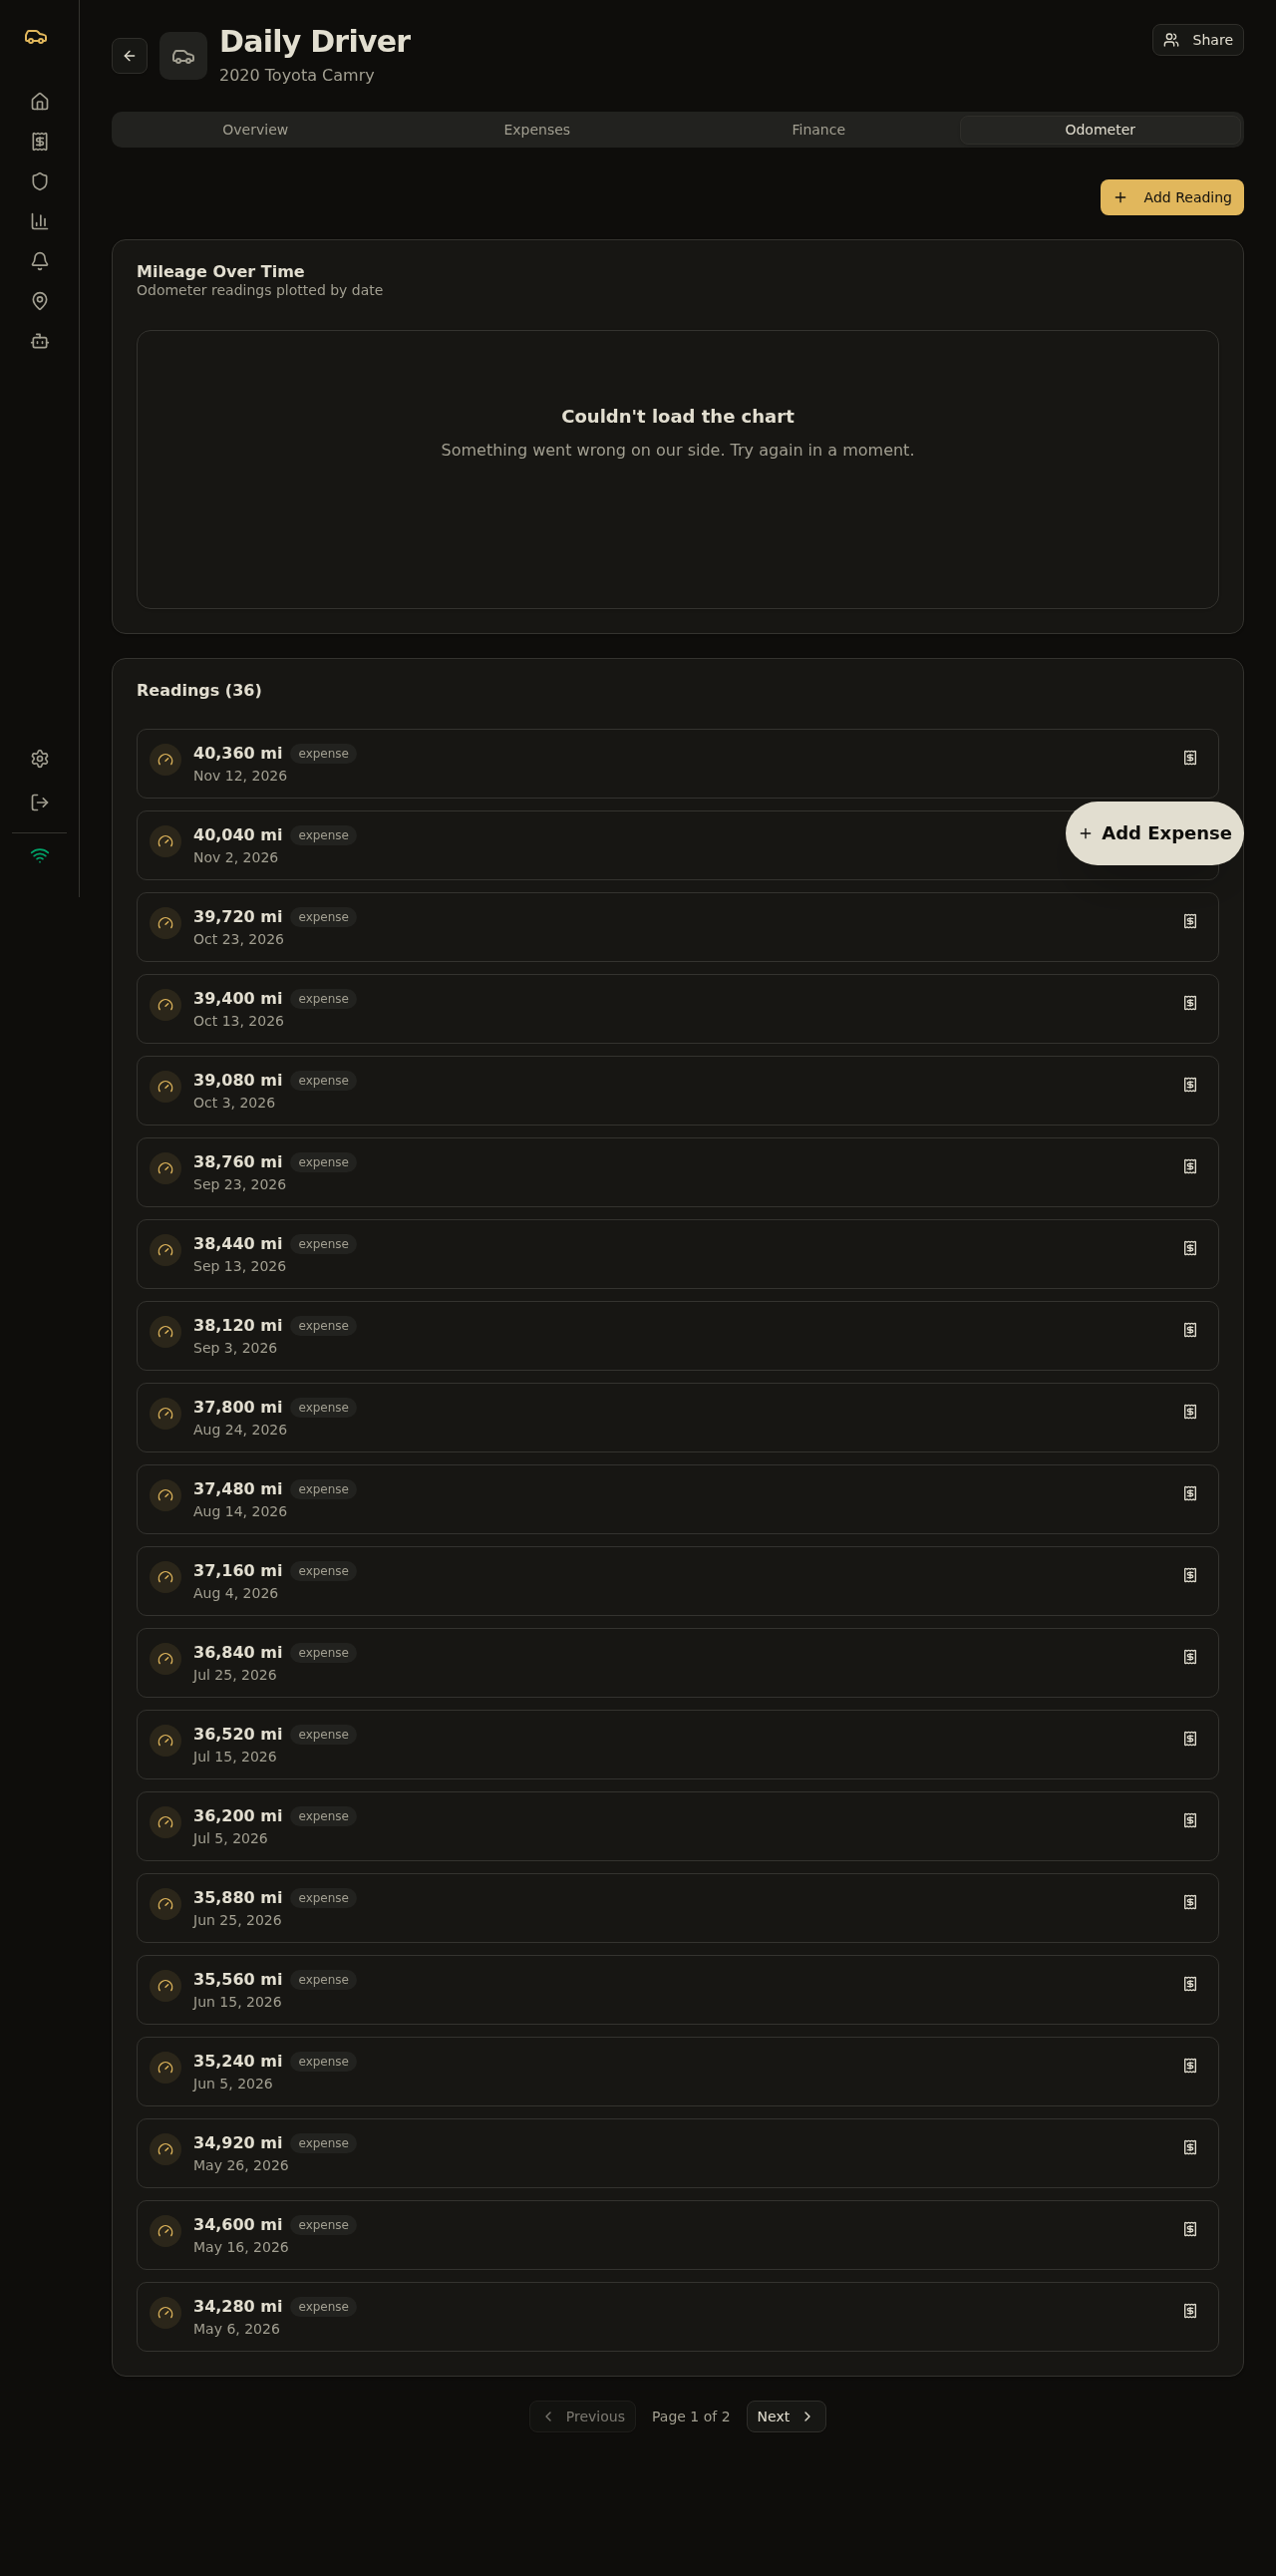 Daily Driver
2020 Toyota Camry
Share
Overview
Expenses
Finance
Odometer
Add Reading
Mileage Over Time
Odometer readings plotted by date
Couldn't load the chart
Something went wrong on our side. Try again in a moment.
Readings (36)
40,360 mi expense
Nov 12, 2026
40,040 mi expense
Nov 2, 2026
Add Expense
39,720 mi expense
Oct 23, 2026
39,400 mi expense
Oct 13, 2026
39,080 mi expense
Oct 3, 2026
38,760 mi expense
Sep 23, 2026
38,440 mi expense
Sep 13, 2026
38,120 mi expense
Sep 3, 2026
37,800 mi expense
Aug 24, 2026
37,480 mi expense
Aug 14, 2026
37,160 mi expense
Aug 4, 2026
36,840 mi expense
Jul 25, 2026
36,520 mi expense
Jul 15, 2026
36,200 mi expense
Jul 5, 2026
35,880 mi expense
Jun 25, 2026
35,560 mi expense
Jun 15, 2026
35,240 mi expense
Jun 5, 2026
34,920 mi expense
May 26, 2026
34,600 mi expense
May 16, 2026
34,280 mi expense
May 6, 2026
Previous
Page 1 of 2
Next